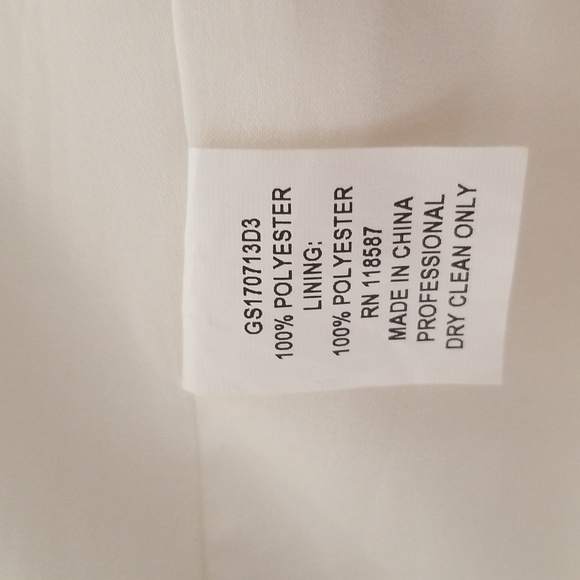 GS170713D3
100% POLYESTER
LINING:
100% POLYESTER
RN 118587
MADE IN CHINA
PROFESSIONAL
DRY CLEAN ONLY